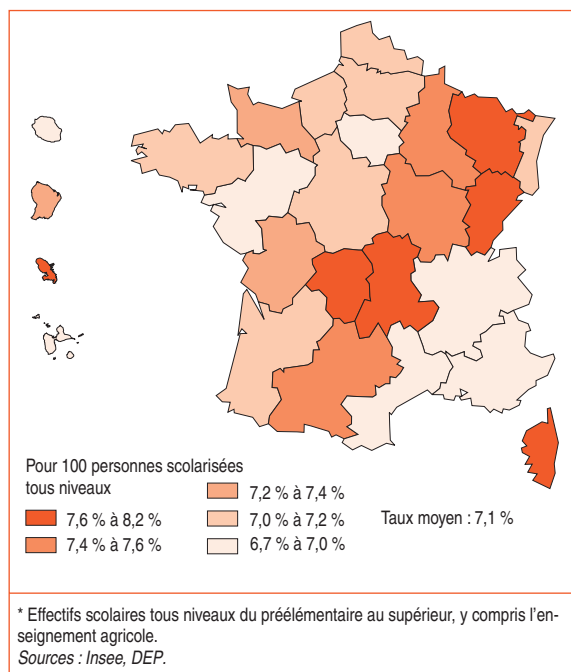 Pour 100 personnes scolarisées
tous niveaux
7,6 % à 8,2 %
7,4 % à 7,6 %
7,2 % à 7,4 %
7,0 % à 7,2 %
6,7 % à 7,0 %
Taux moyen : 7,1 %
* Effectifs scolaires tous niveaux du préélémentaire au supérieur, y compris l'en-
seignement agricole.
Sources : Insee, DEP.